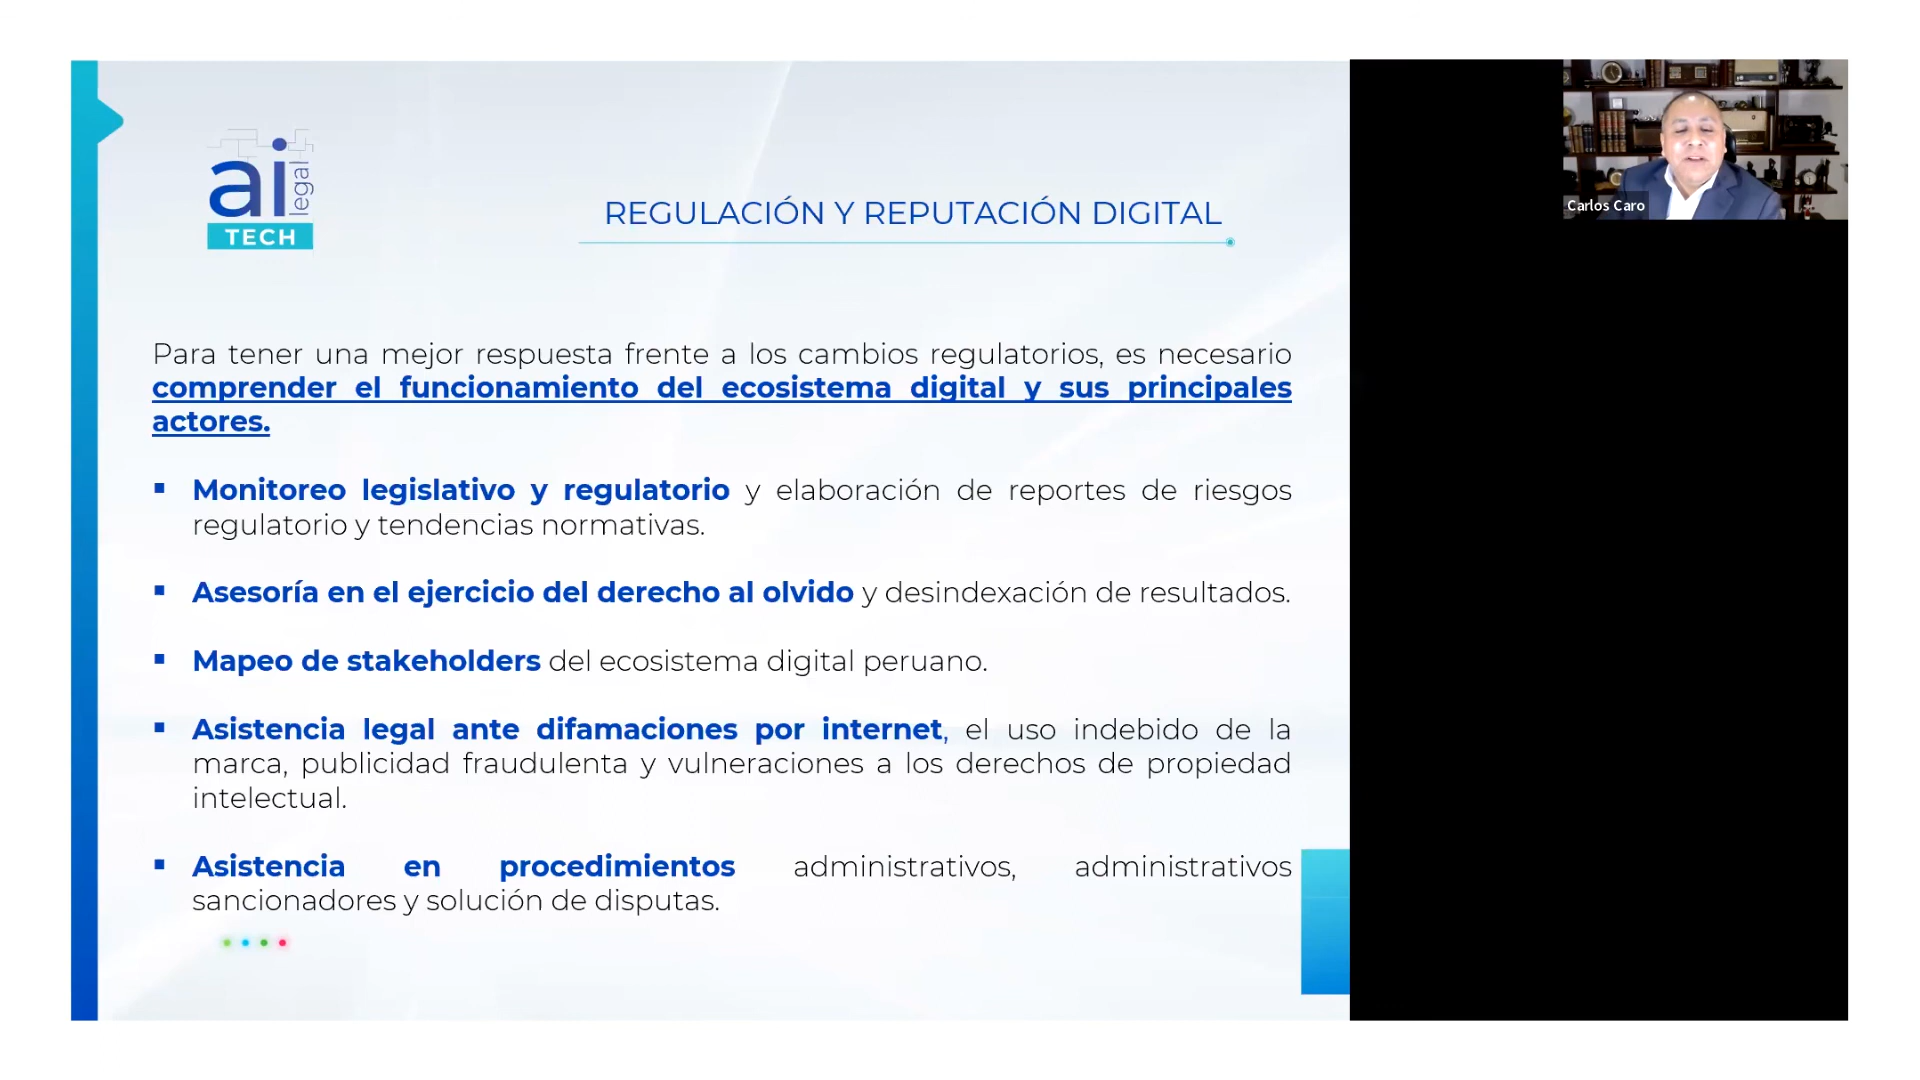 ai legal
TECH
REGULACIÓN Y REPUTACIÓN DIGITAL
Carlos Caro
Para tener una mejor respuesta frente a los cambios regulatorios, es necesario
comprender el funcionamiento del ecosistema digital y sus principales
actores.
▪ Monitoreo legislativo y regulatorio y elaboración de reportes de riesgos
regulatorio y tendencias normativas.
▪ Asesoría en el ejercicio del derecho al olvido y desindexación de resultados.
▪ Mapeo de stakeholders del ecosistema digital peruano.
▪ Asistencia legal ante difamaciones por internet, el uso indebido de la
marca, publicidad fraudulenta y vulneraciones a los derechos de propiedad
intelectual.
▪ Asistencia en procedimientos administrativos, administrativos
sancionadores y solución de disputas.